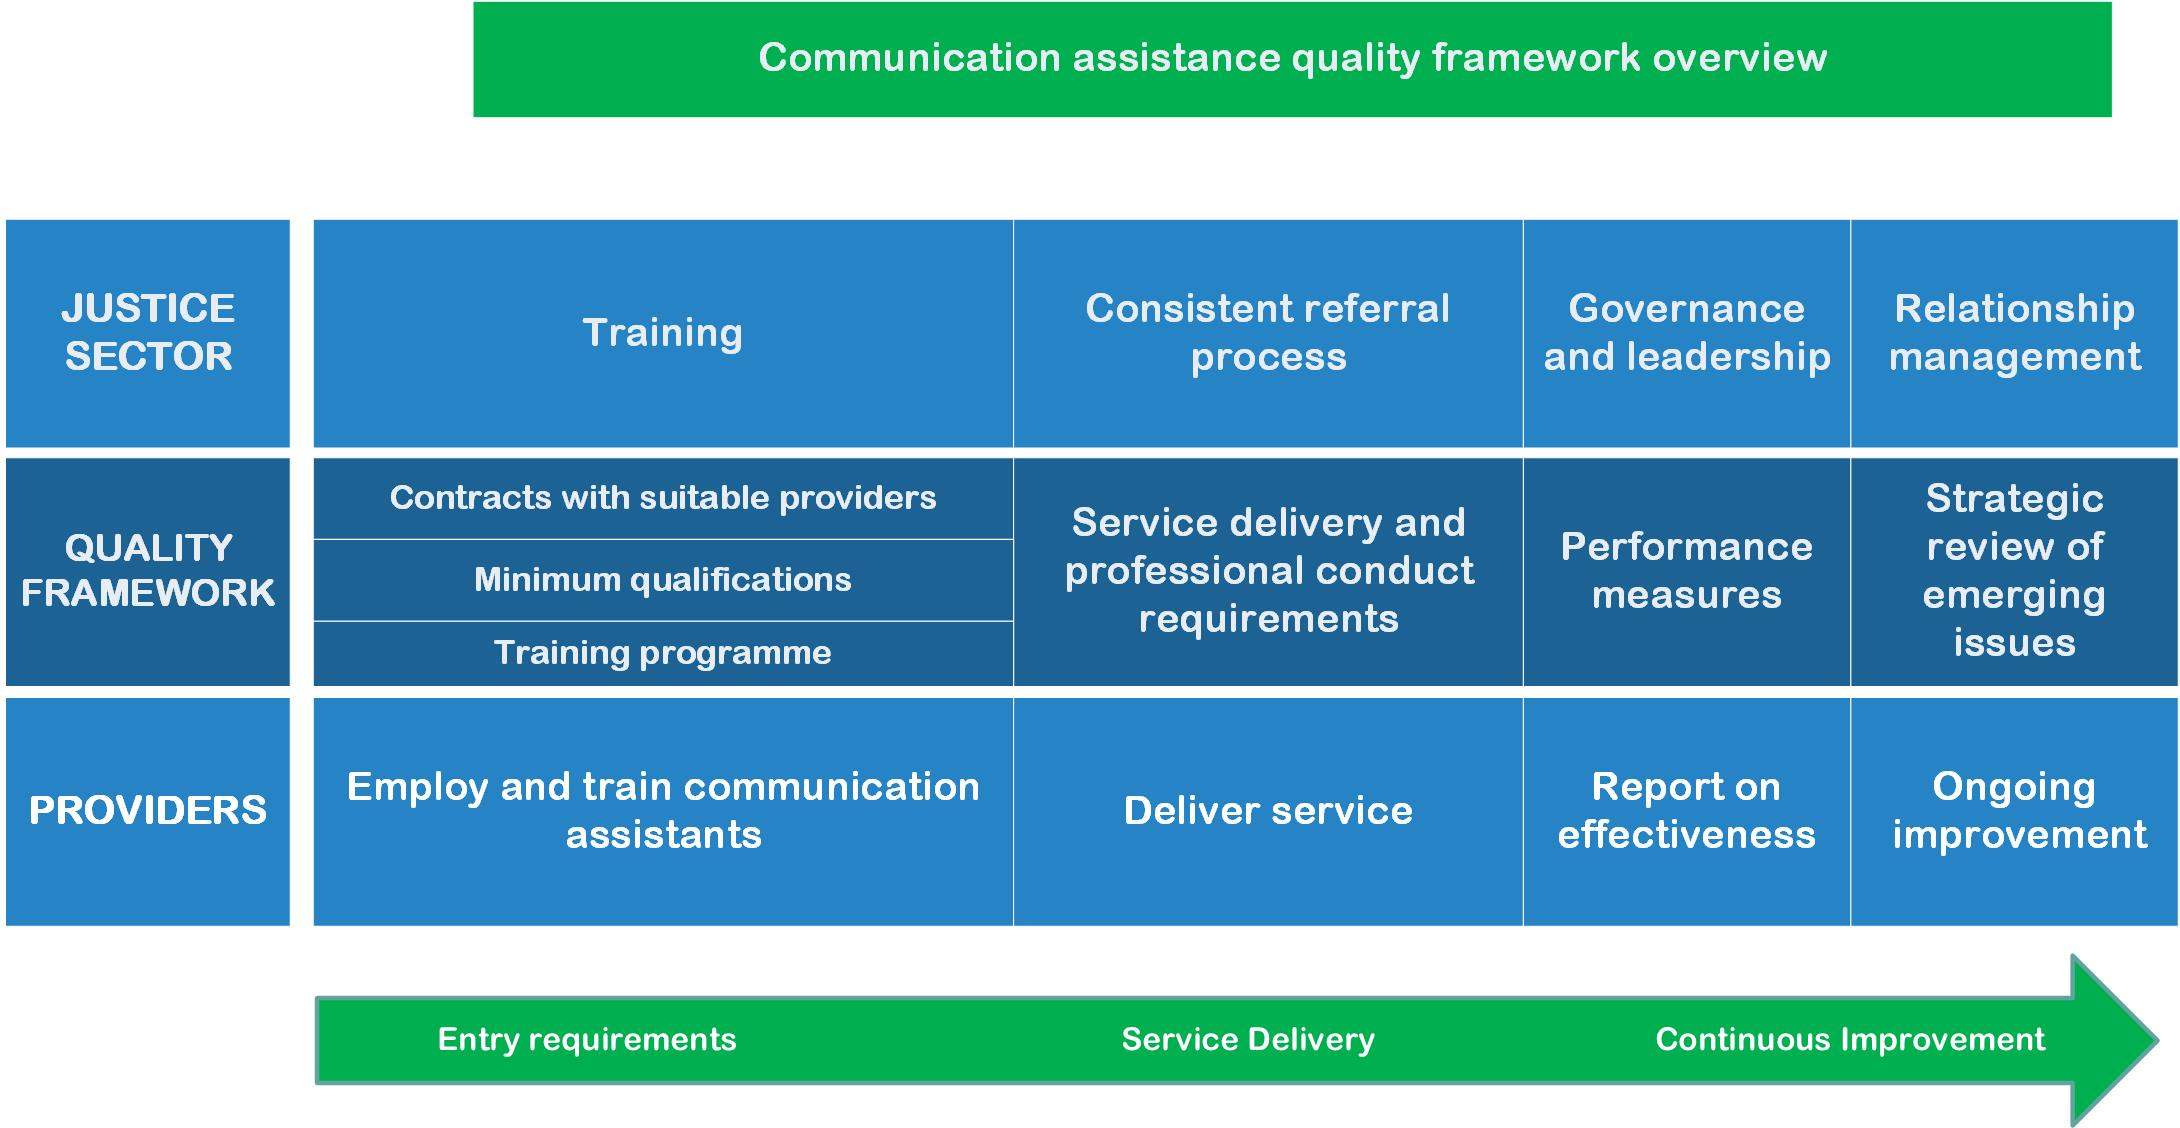 Communication assistance quality framework overview
JUSTICE
SECTOR
Training
Consistent referral
process
Governance
and leadership
Relationship
management
QUALITY
FRAMEWORK
Contracts with suitable providers
Minimum qualifications
Training programme
Service delivery and
professional conduct
requirements
Performance
measures
Strategic
review of
emerging
issues
PROVIDERS
Employ and train communication
assistants
Deliver service
Report on
effectiveness
Ongoing
improvement
Entry requirements
Service Delivery
Continuous Improvement